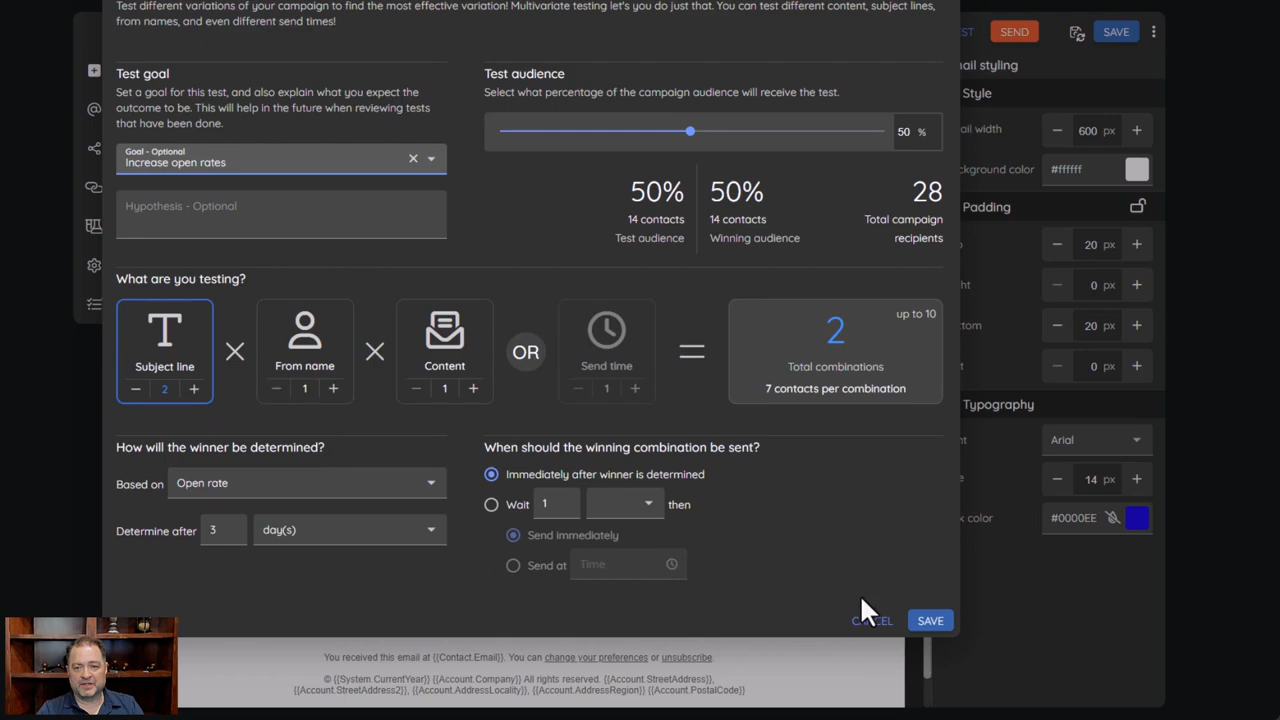 Test different variations of your campaign to find the most effective variation! Multivariate testing let's you do just that. You can test different content, subject lines,
from names, and even different send times!
SEND
SAVE
Test goal
Set a goal for this test, and also explain what you expect the
outcome to be. This will help in the future when reviewing tests
that have been done.
Goal - Optional
Increase open rates
Hypothesis - Optional
Test audience
Select what percentage of the campaign audience will receive the test.
50 %
50%
14 contacts
Test audience
50%
14 contacts
Winning audience
28
Total campaign
recipients
What are you testing?
Subject line
2
From name
1
Content
1
OR
Send time
1
up to 10
2
Total combinations
7 contacts per combination
How will the winner be determined?
Based on
Open rate
Determine after
3
day(s)
When should the winning combination be sent?
Immediately after winner is determined
Wait
1
then
Send immediately
Send at
Time
SAVE
styling
Style
width
600 px
color
#ffffff
Padding
20 px
0 px
20 px
0 px
Typography
Arial
14 px
color
#0000EE
You received this email at {{Contact.Email}}. You can change your preferences or unsubscribe.
© {{System.CurrentYear}} {{Account.Company}} All rights reserved. {{Account.StreetAddress}},
{{Account.StreetAddress2}}, {{Account.AddressLocality}}, {{Account.AddressRegion}} {{Account.PostalCode}}